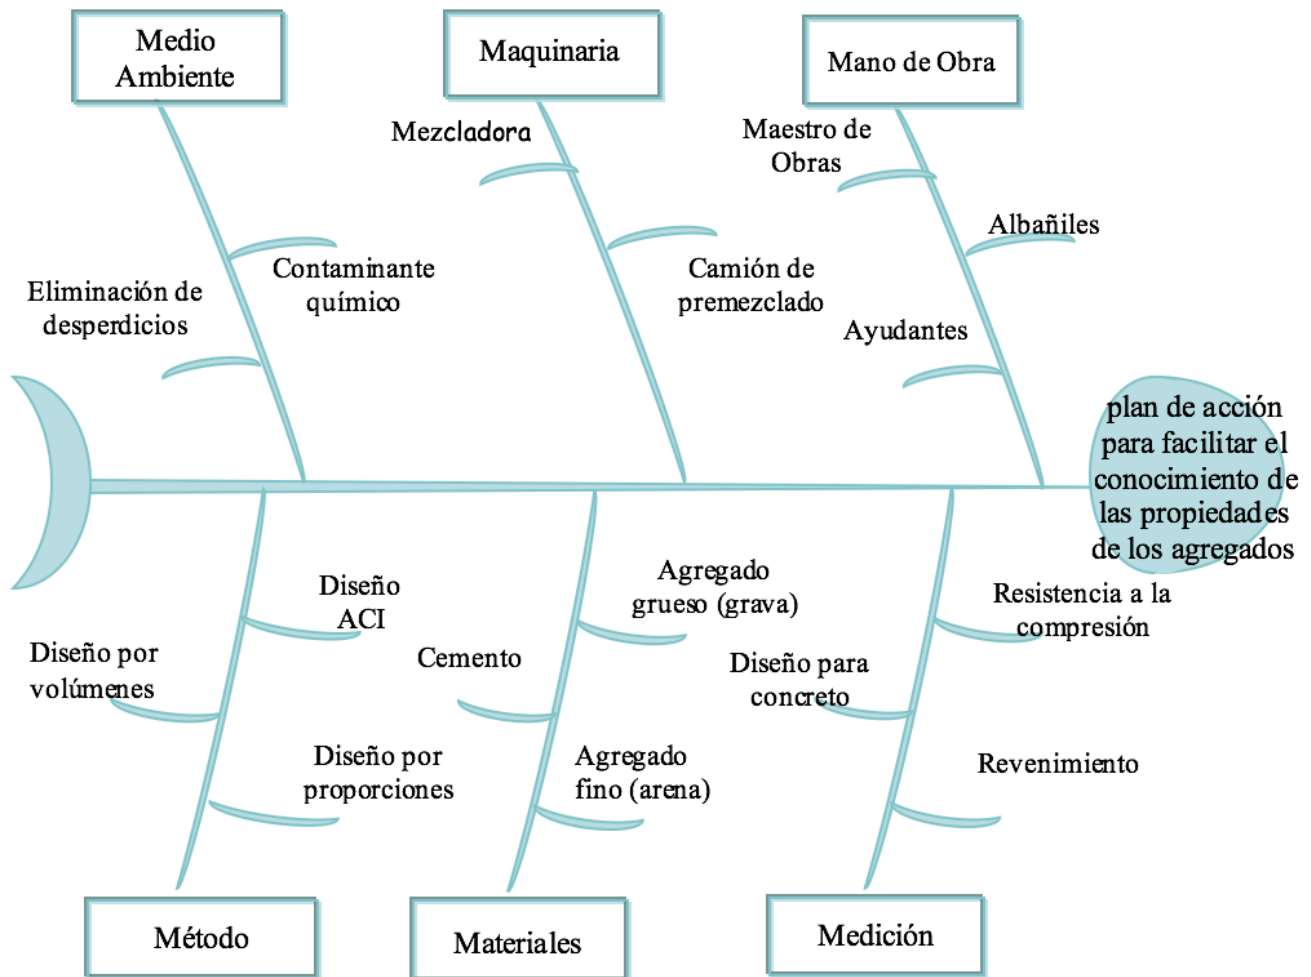 Medio
Ambiente
Maquinaria
Mano de Obra
Mezcladora
Maestro de
Obras
Albañiles
Contaminante
químico
Eliminación de
desperdicios
Camión de
premezclado
Ayudantes
plan de acción
para facilitar el
conocimiento de
las propiedades
de los agregados
Diseño
ACI
Diseño por
volúmenes
Diseño por
proporciones
Agregado
grueso (grava)
Cemento
Agregado
fino (arena)
Resistencia a la
compresión
Diseño para
concreto
Revenimiento
Método
Materiales
Medición